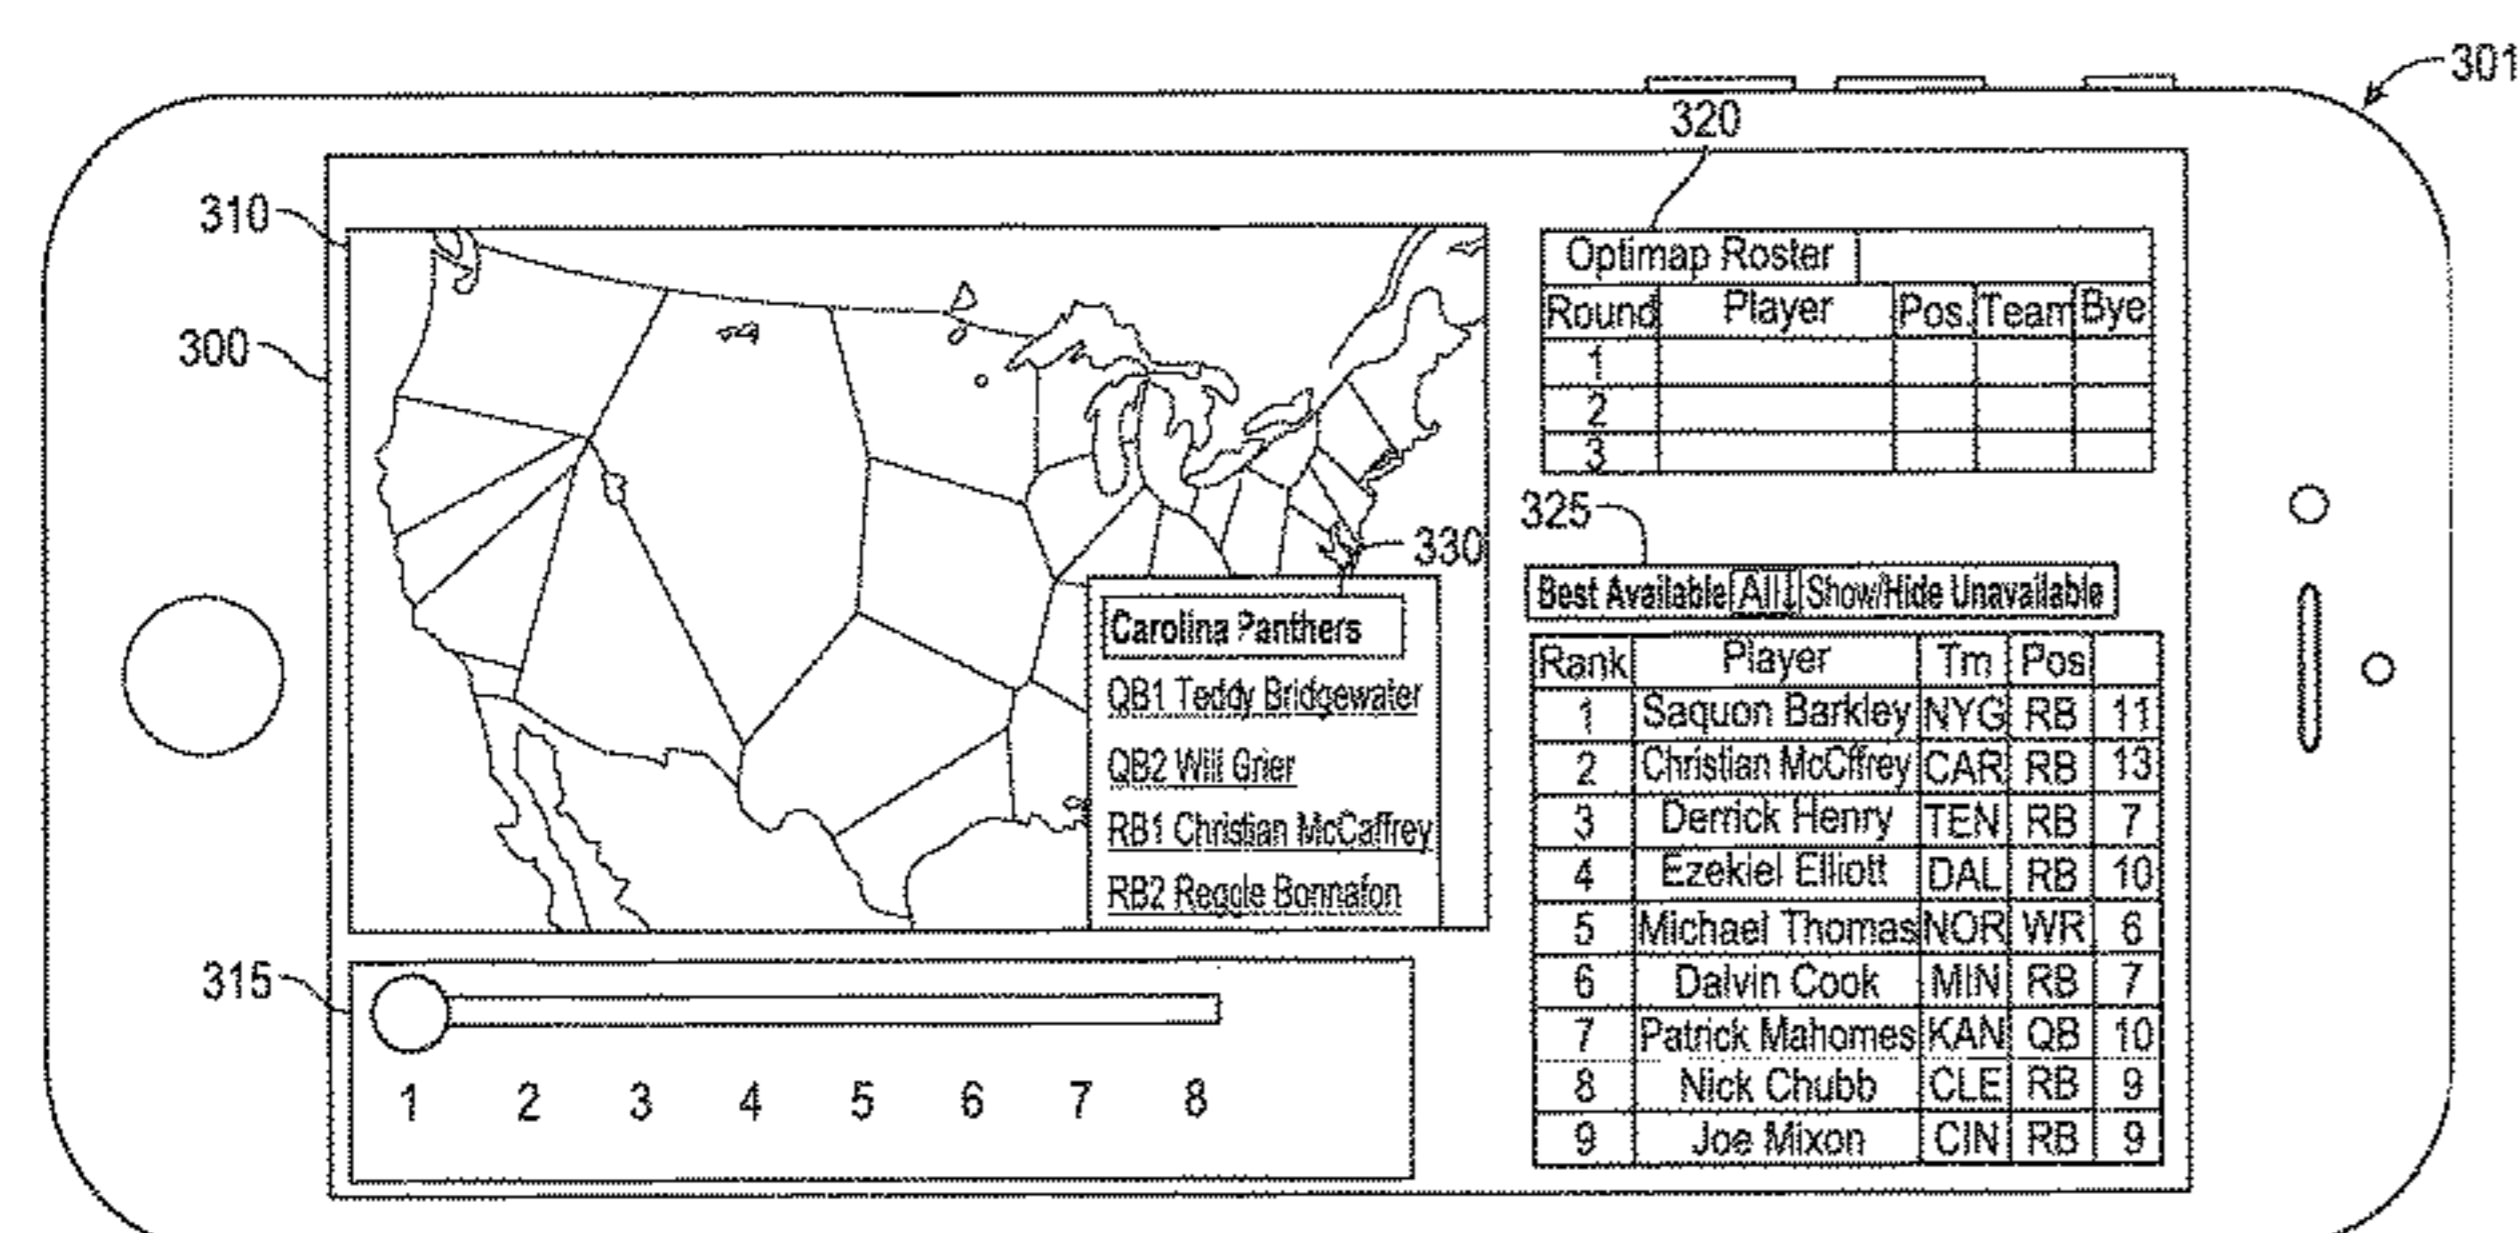 301
320
310
300
Optimap Roster
Round Player Pos. Team Bye
1
2
3
325
330
Best Available All↓ Show/Hide Unavailable
Carolina Panthers
QB1 Teddy Bridgewater
QB2 Will Grier
RB1 Christian McCaffrey
RB2 Reggie Bonnafon
Rank Player Tm Pos
1 Saquon Barkley NYG RB 11
2 Christian McCffrey CAR RB 13
3 Derrick Henry TEN RB 7
4 Ezekiel Elliott DAL RB 10
5 Michael Thomas NOR WR 6
6 Dalvin Cook MIN RB 7
7 Patrick Mahomes KAN QB 10
8 Nick Chubb CLE RB 9
9 Joe Mixon CIN RB 9
315
1 2 3 4 5 6 7 8